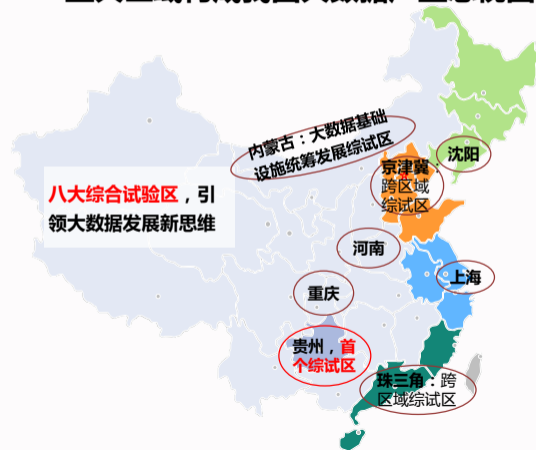 内蒙古：大数据基础
设施统筹发展综试区
沈阳
京津冀：
跨区域
综试区
八大综合试验区，引
领大数据发展新思维
河南
上海
重庆
贵州，首
个综试区
珠三角：跨
区域综试区